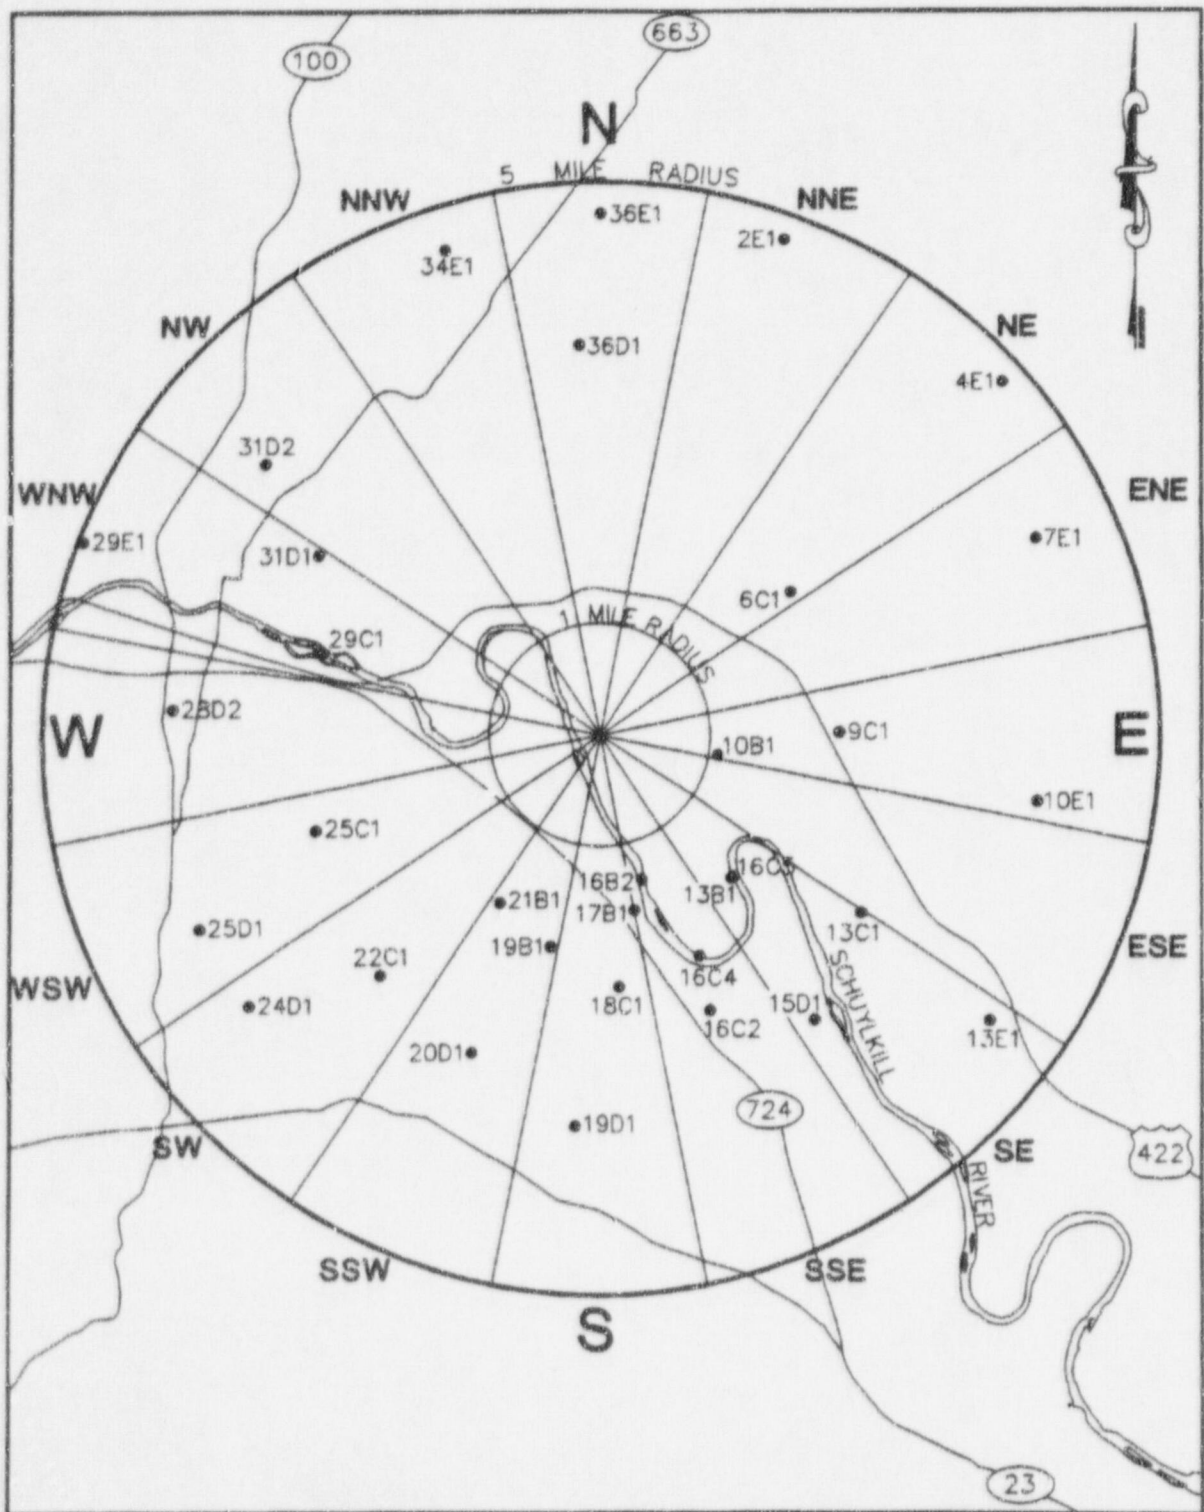 663
100
N
5 MILE RADIUS
NNW
NNE
36E1
2E1
34E1
NW
NE
36D1
4E1
31D2
WNW
ENE
29E1
7E1
31D1
6C1
1 MILE RADIUS
29C1
28D2
W
E
9C1
10B1
10E1
25C1
16C3
16B2
13B1
21B1
17B1
13C1
25D1
19B1
ESE
22C1
16C4
WSW
18C1
15D1
SCHUYLKILL
24D1
16C2
13E1
20D1
724
19D1
SW
SE
422
RIVER
SSW
SSE
S
23